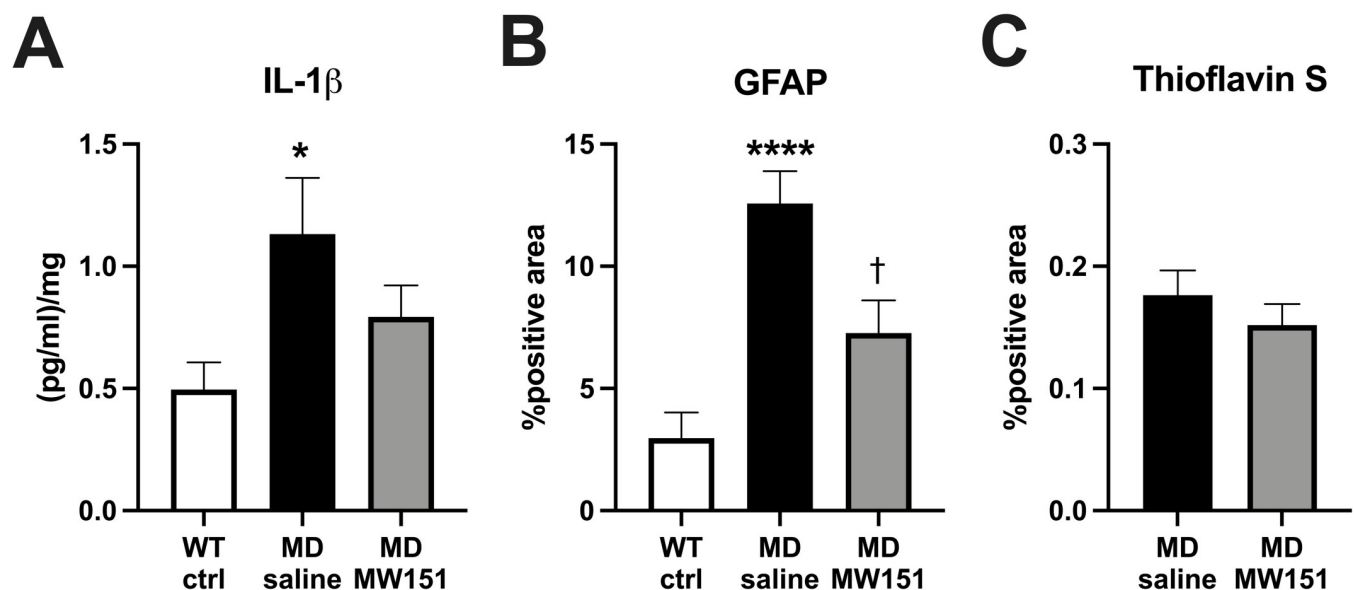 A
IL-1β
(pg/ml)/mg
1.5
1.0
0.5
0.0
*
WT
ctrl
MD
saline
MD
MW151
B
GFAP
%positive area
15
10
5
0
****
†
WT
ctrl
MD
saline
MD
MW151
C
Thioflavin S
%positive area
0.3
0.2
0.1
0.0
MD
saline
MD
MW151